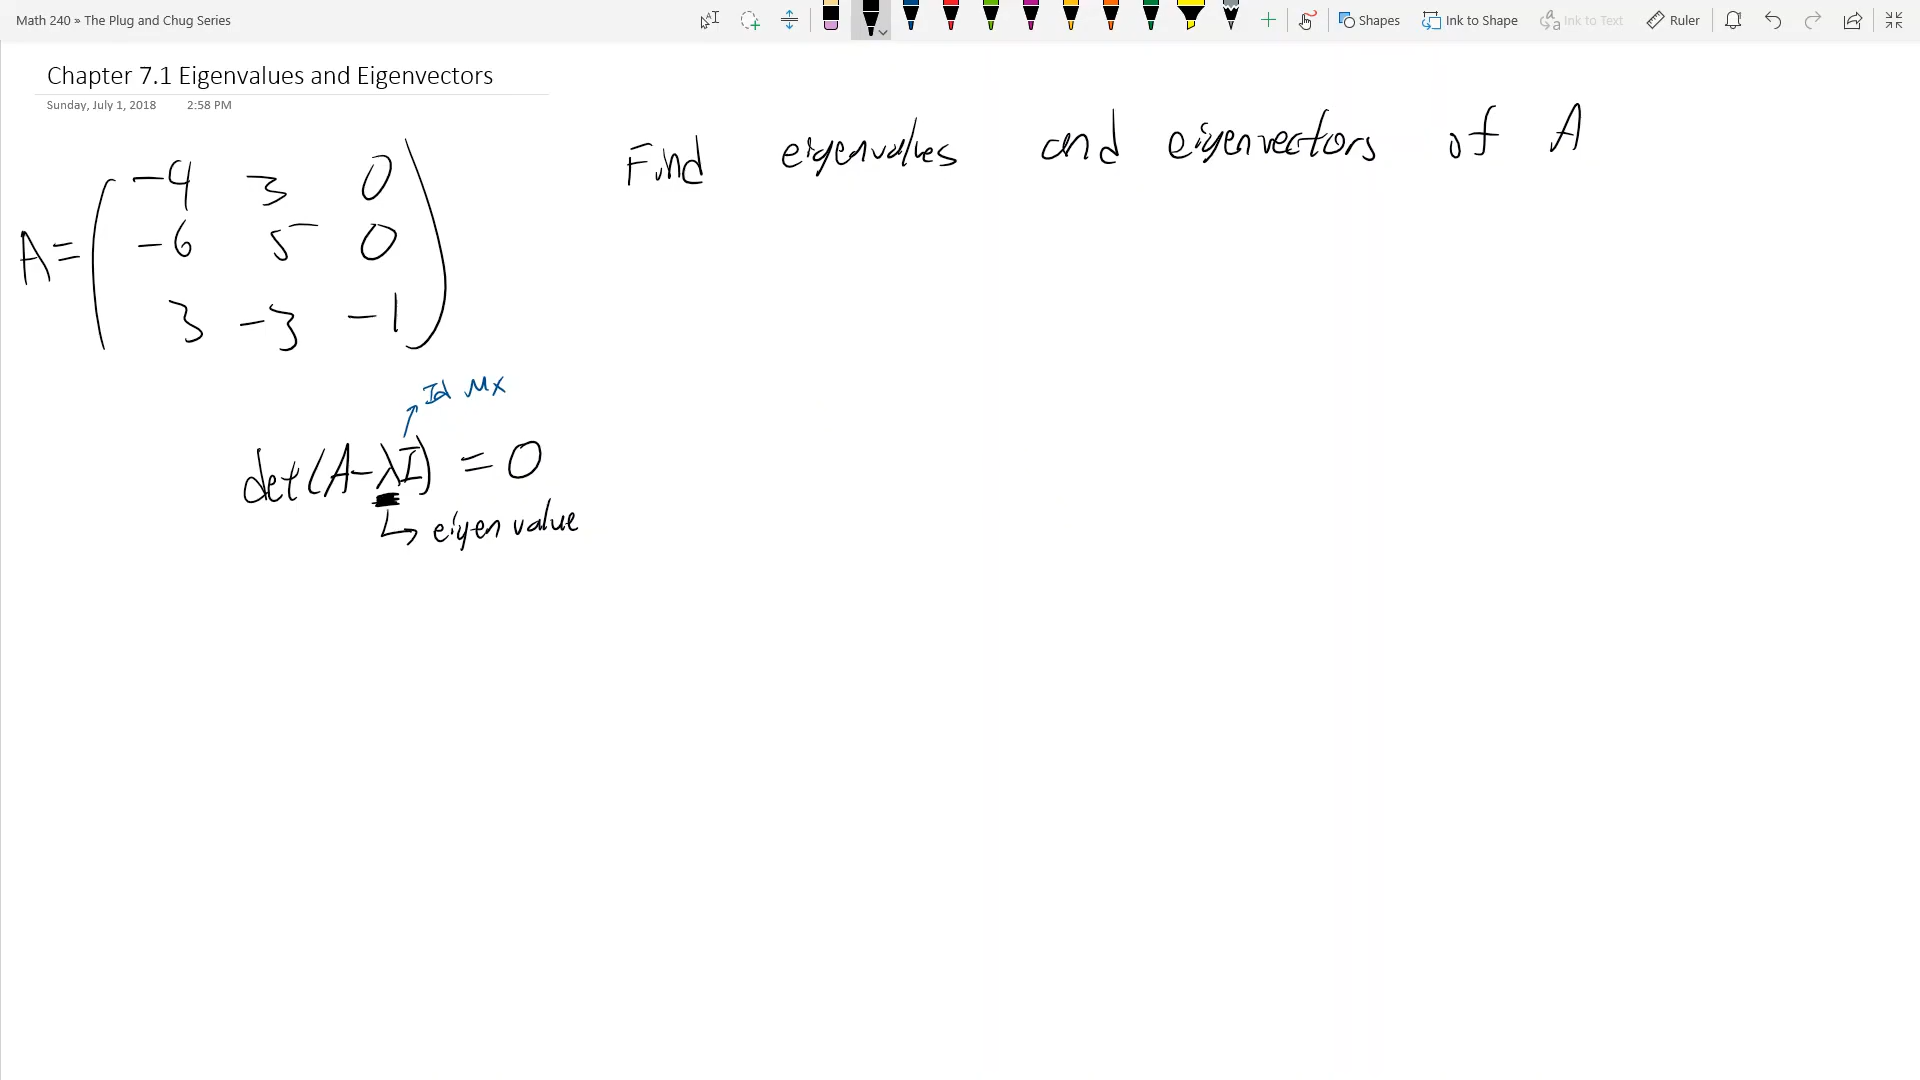 Math 240 » The Plug and Chug Series
Shapes Ink to Shape Ink to Text Ruler
Chapter 7.1 Eigenvalues and Eigenvectors
Sunday, July 1, 2018 2:58 PM
Find eigenvalues and eigenvectors of A
A = ( -4 3 0
-6 5 0
3 -3 -1 )
Id Mx
det(A-λI) = 0
↳ eigenvalue